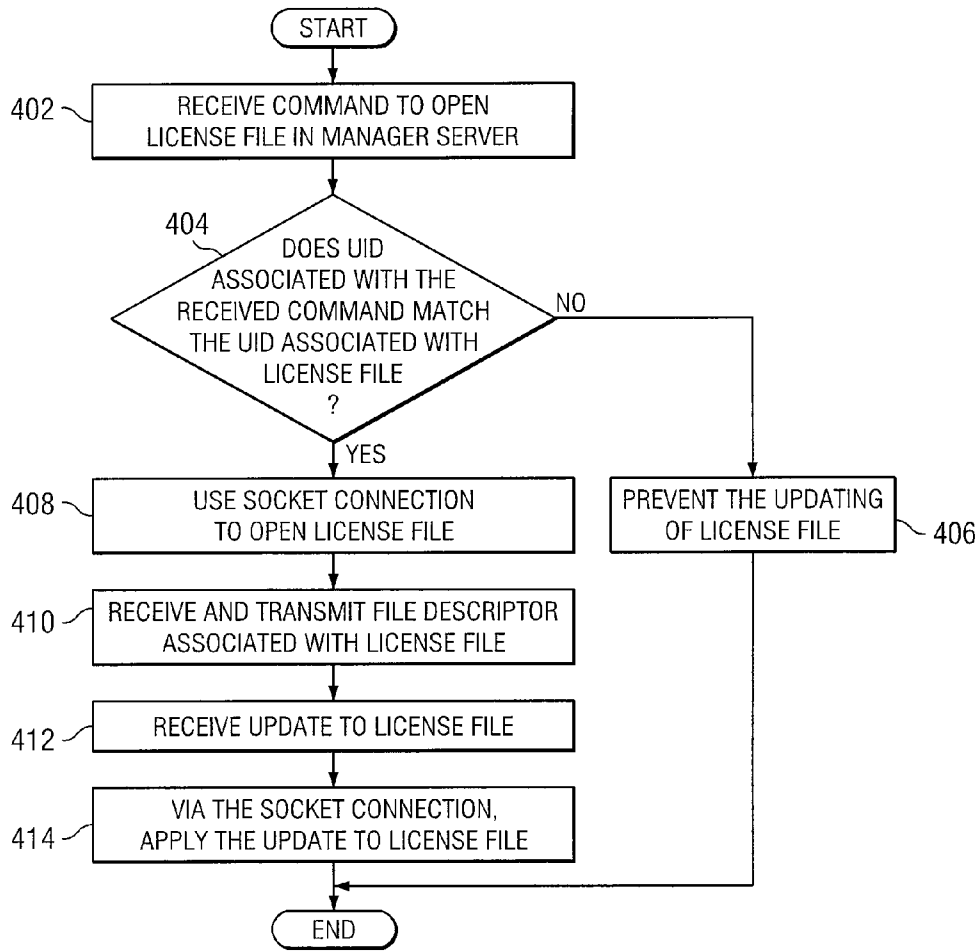 START
402
RECEIVE COMMAND TO OPEN
LICENSE FILE IN MANAGER SERVER
404
DOES UID
ASSOCIATED WITH THE
RECEIVED COMMAND MATCH
THE UID ASSOCIATED WITH
LICENSE FILE
?
NO
YES
408
USE SOCKET CONNECTION
TO OPEN LICENSE FILE
PREVENT THE UPDATING
OF LICENSE FILE
406
410
RECEIVE AND TRANSMIT FILE DESCRIPTOR
ASSOCIATED WITH LICENSE FILE
412
RECEIVE UPDATE TO LICENSE FILE
414
VIA THE SOCKET CONNECTION,
APPLY THE UPDATE TO LICENSE FILE
END